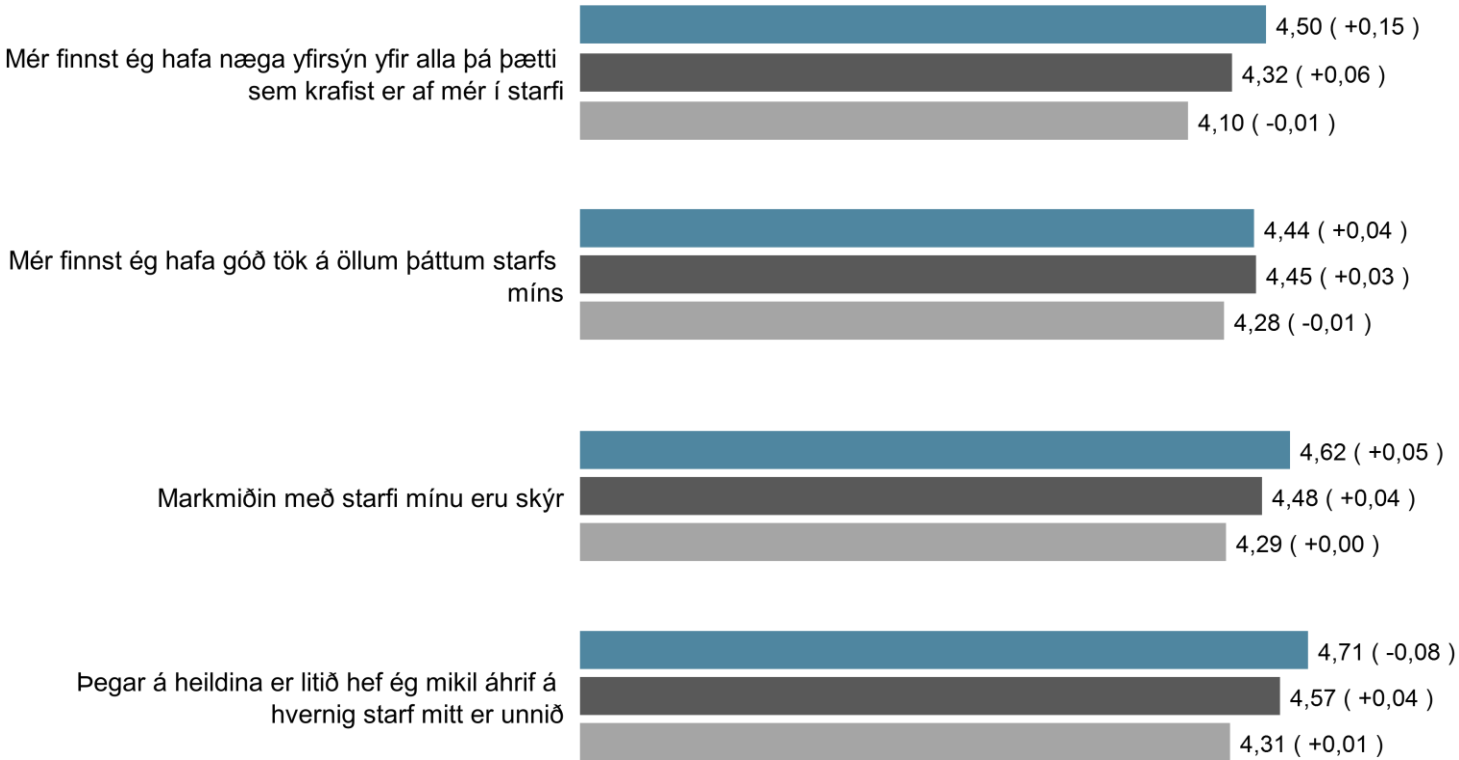 4,50 ( +0,15 )
Mér finnst ég hafa næga yfirsýn yfir alla þá þætti
sem krafist er af mér í starfi
4,32 ( +0,06 )
4,10 ( -0,01 )
4,44 ( +0,04 )
Mér finnst ég hafa góð tök á öllum þáttum starfs
míns
4,45 ( +0,03 )
4,28 ( -0,01 )
4,62 ( +0,05 )
Markmiðin með starfi mínu eru skýr
4,48 ( +0,04 )
4,29 ( +0,00 )
4,71 ( -0,08 )
Þegar á heildina er litið hef ég mikil áhrif á
hvernig starf mitt er unnið
4,57 ( +0,04 )
4,31 ( +0,01 )